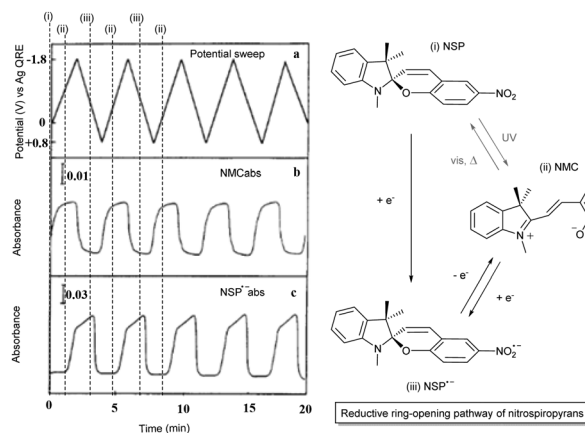 (i)
(iii)
(iii)
(ii)
(ii)
(ii)
Potential (V) vs Ag QRE
-1.8
0
+0.8
Potential sweep
a
0.01
NMCabs
b
Absorbance
0.03
NSP•−abs
c
Absorbance
0
5
10
15
20
Time (min)
(i) NSP
N
O
NO2
UV
vis, Δ
+ e-
(ii) NMC
N
+
-O
- e-
+ e-
N
O
NO2•−
(iii) NSP•−
Reductive ring-opening pathway of nitrospiropyrans